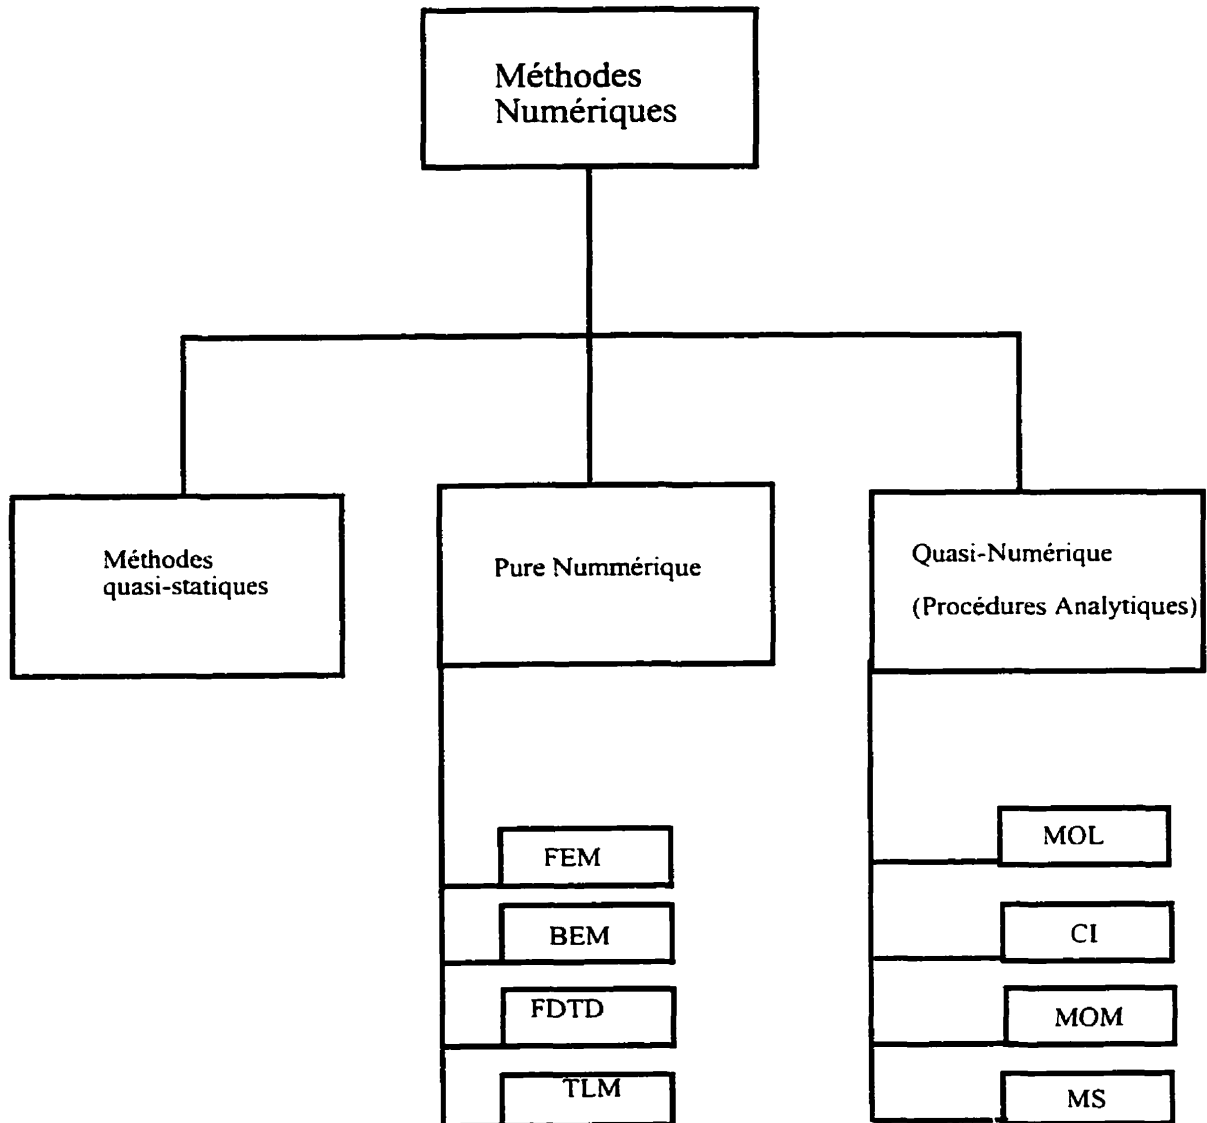 Méthodes
Numériques
Méthodes
quasi-statiques
Pure Nummérique
Quasi-Numérique
(Procédures Analytiques)
FEM
BEM
FDTD
TLM
MOL
CI
MOM
MS